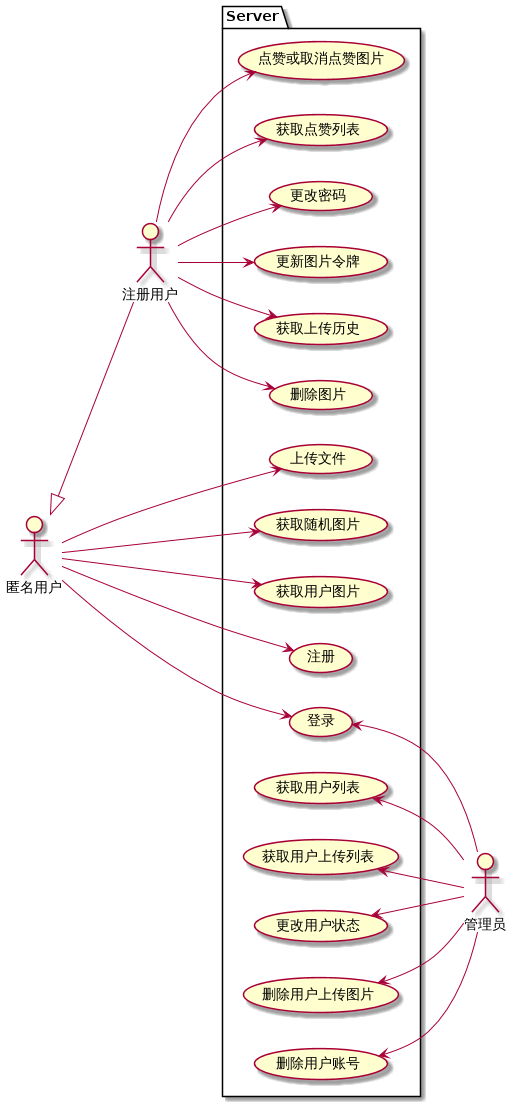 Server
点赞或取消点赞图片
获取点赞列表
更改密码
更新图片令牌
注册用户
获取上传历史
删除图片
上传文件
获取随机图片
匿名用户
获取用户图片
注册
登录
获取用户列表
获取用户上传列表
更改用户状态
管理员
删除用户上传图片
删除用户账号